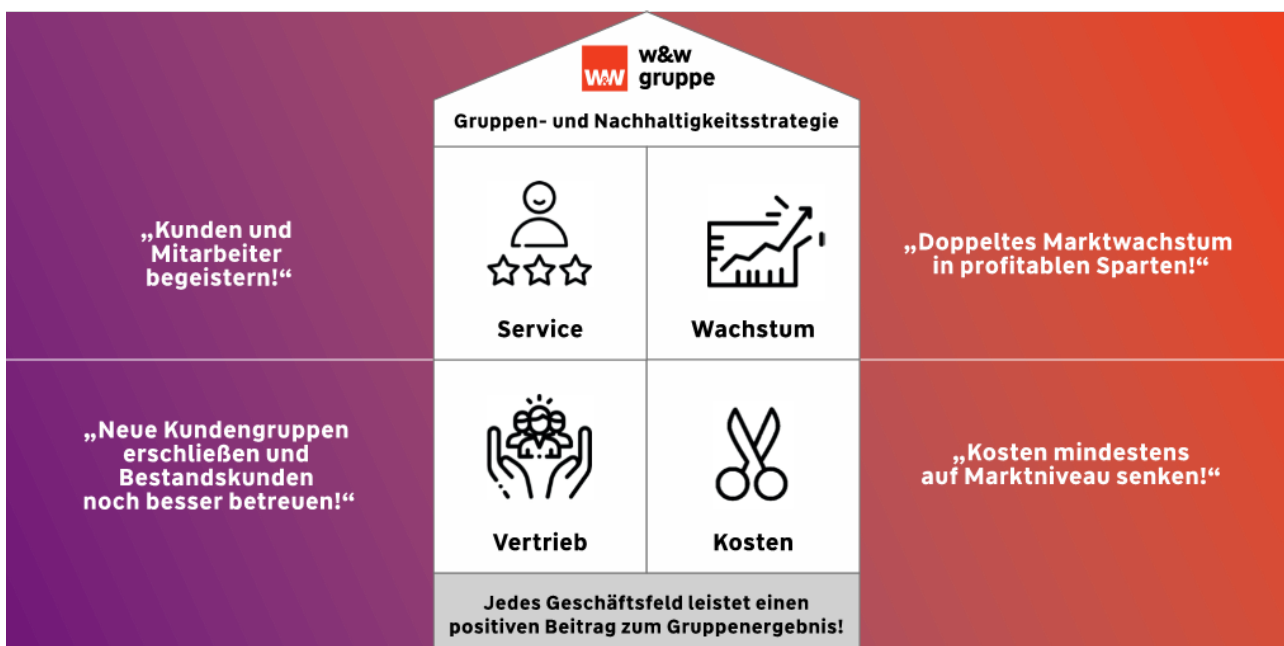 W&W
w&w
gruppe
Gruppen- und Nachhaltigkeitsstrategie
„Kunden und
Mitarbeiter
begeistern!“
Service
Wachstum
„Doppeltes Marktwachstum
in profitablen Sparten!“
„Neue Kundengruppen
erschließen und
Bestandskunden
noch besser betreuen!“
Vertrieb
Kosten
„Kosten mindestens
auf Marktniveau senken!“
Jedes Geschäftsfeld leistet einen
positiven Beitrag zum Gruppenergebnis!